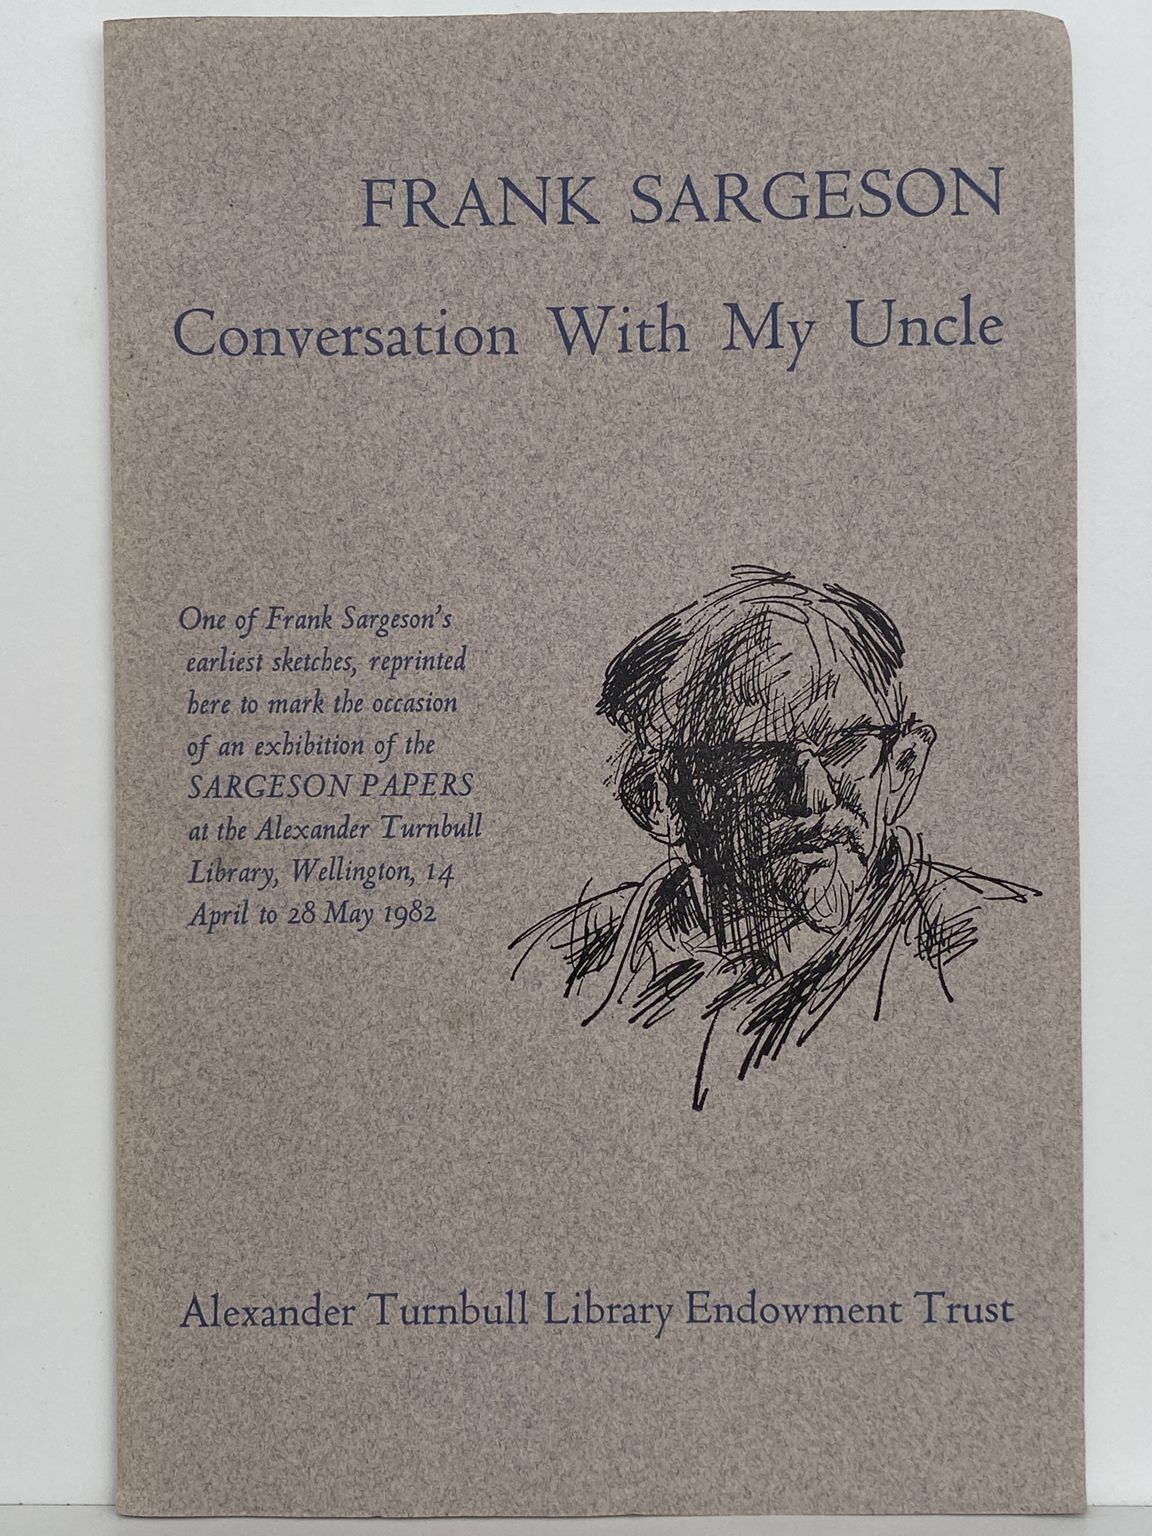 FRANK SARGESON
Conversation With My Uncle
One of Frank Sargeson's
earliest sketches, reprinted
here to mark the occasion
of an exhibition of the
SARGESON PAPERS
at the Alexander Turnbull
Library, Wellington, 14
April to 28 May 1982
Alexander Turnbull Library Endowment Trust